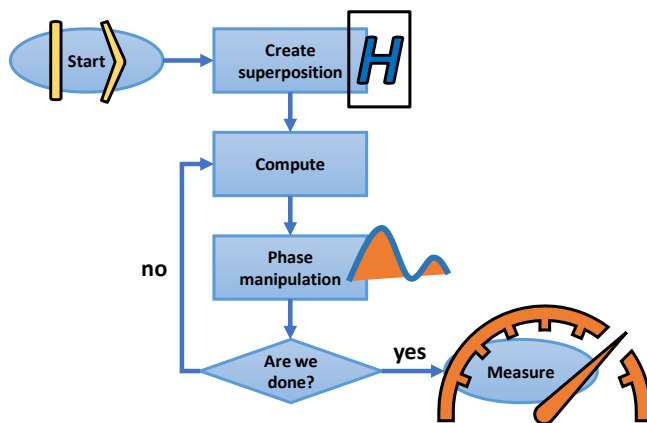 Start
Create
superposition
H
Compute
Phase
manipulation
no
Are we
done?
yes
Measure